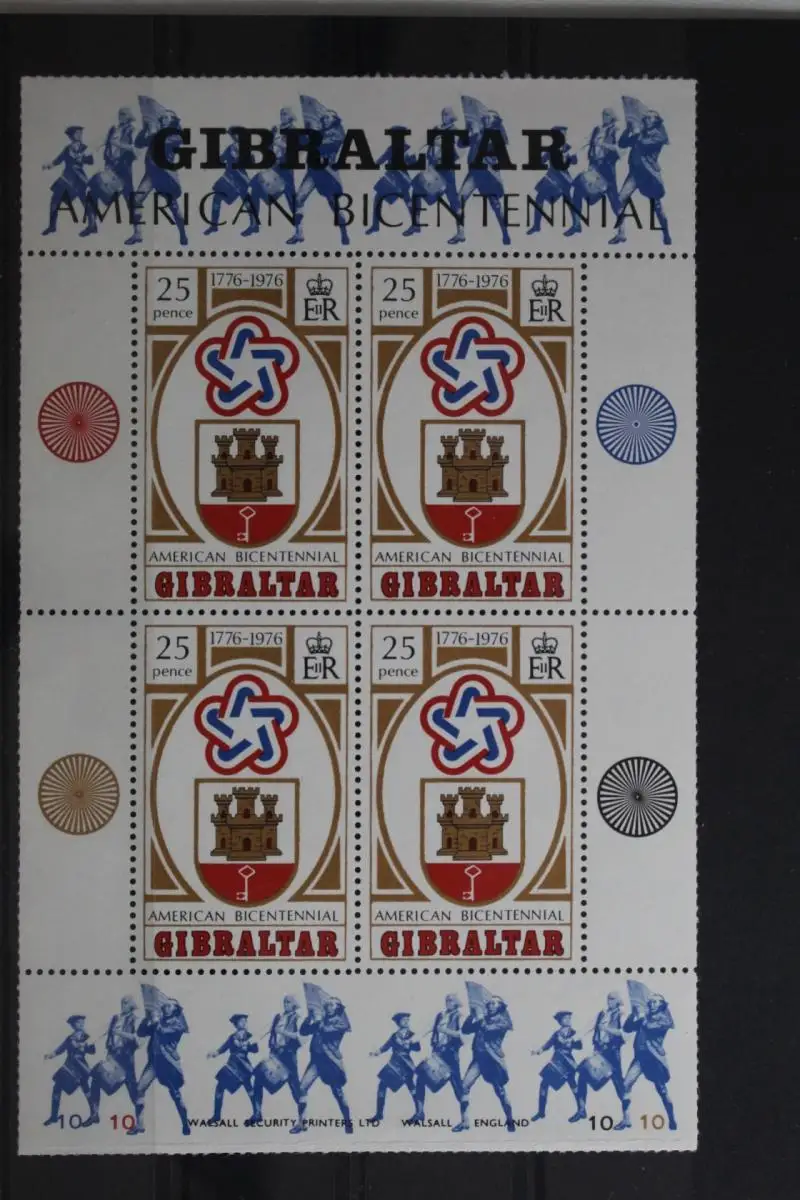 GIBRALTAR
AMERICAN BICENTENNIAL
25 pence 1776-1976 EIIR
25 pence 1776-1976 EIIR
AMERICAN BICENTENNIAL
GIBRALTAR
AMERICAN BICENTENNIAL
GIBRALTAR
25 pence 1776-1976 EIIR
25 pence 1776-1976 EIIR
AMERICAN BICENTENNIAL
GIBRALTAR
AMERICAN BICENTENNIAL
GIBRALTAR
10 10 WALSALL SECURITY PRINTERS LTD WALSALL ENGLAND 10 10